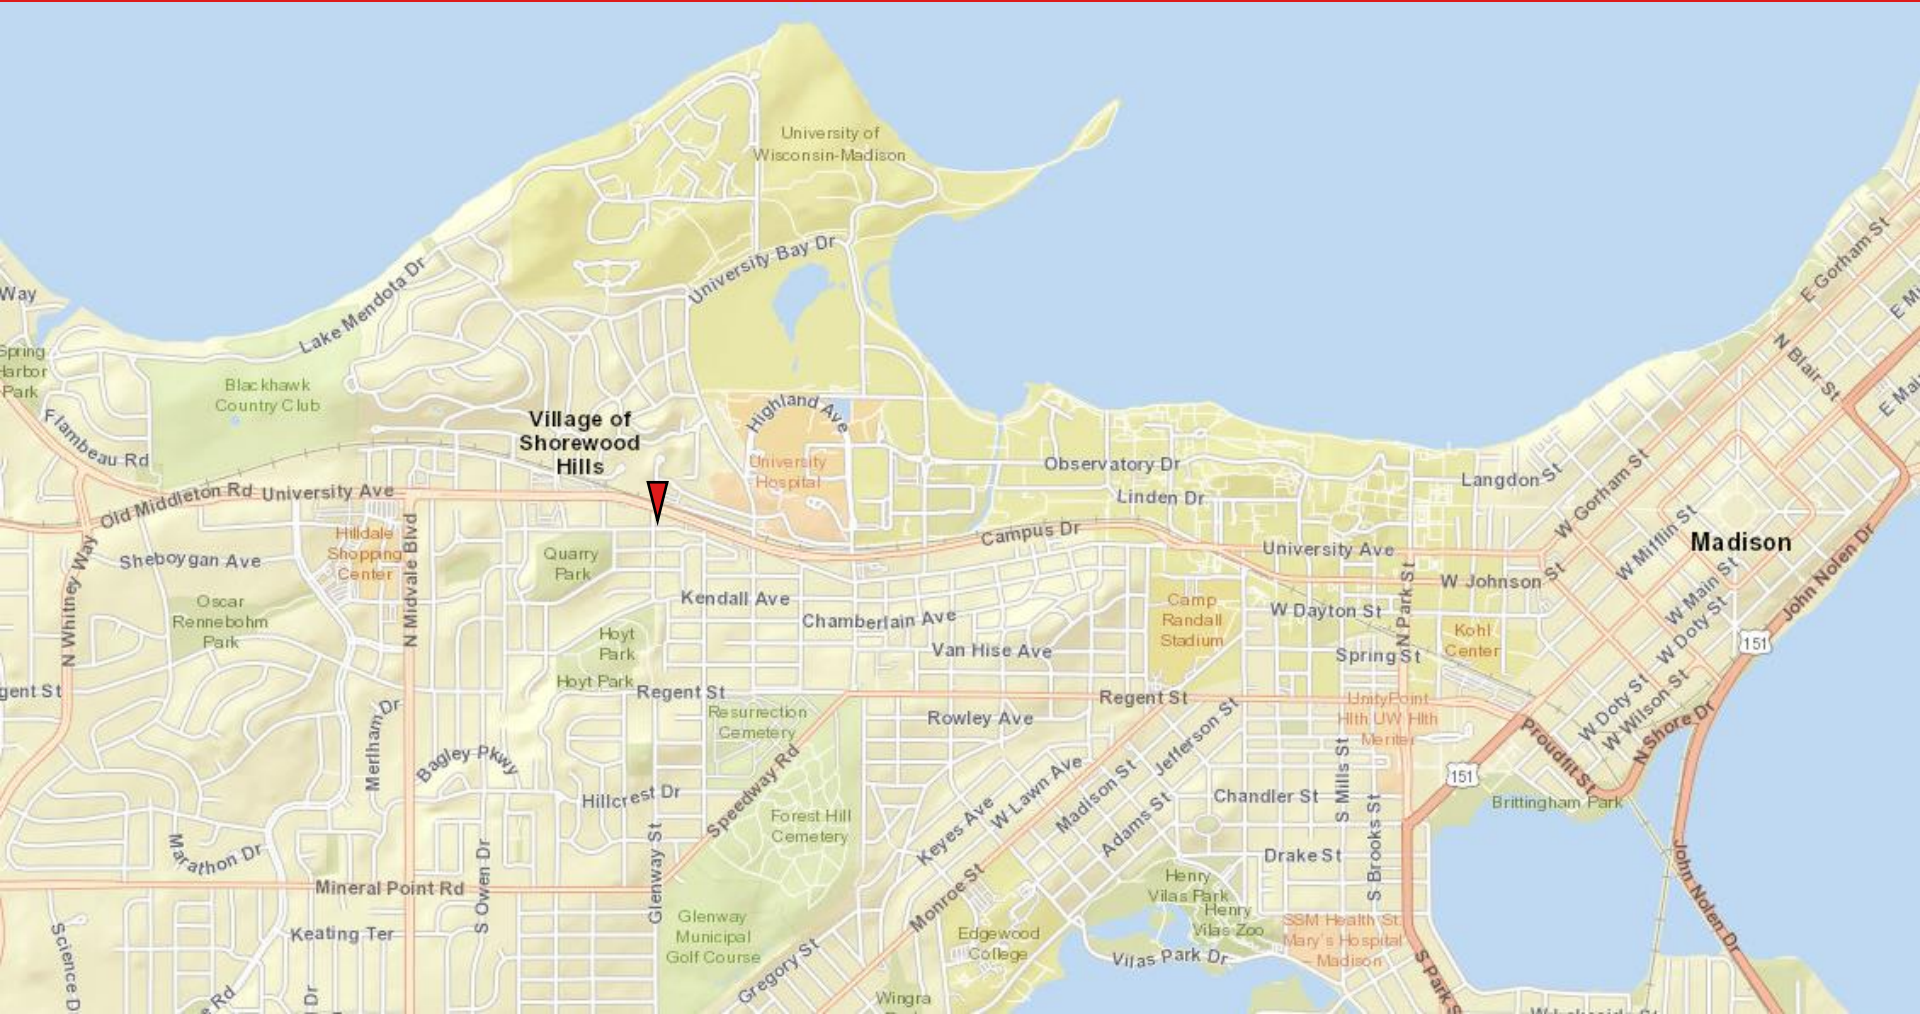 University of
Wisconsin-Madison
E Gorham St
University Bay Dr
Lake Mendota Dr
Way
E Mi
N Blair St
Spring
Harbor
Park
Blackhawk
Country Club
E Mai
Highland Ave
Village of
Shorewood
Hills
Flambeau Rd
University
Hospital
Observatory Dr
Langdon St
W Gorham St
Linden Dr
Old Middleton Rd
University Ave
Hilldale
Shopping
Center
N Midvale Blvd
Campus Dr
University Ave
W Mifflin St
Madison
John Nolen Dr
Sheboygan Ave
Quarry
Park
W Johnson St
W Main St
N Whitney Way
Oscar
Rennebohm
Park
Kendall Ave
Chamberlain Ave
Camp
Randall
Stadium
W Dayton St
N Park St
Kohl
Center
W Doty St
151
Hoyt
Park
Van Hise Ave
Spring St
Hoyt Park
gent St
Regent St
Regent St
UnityPoint
Hlth UW Hlth
Meriter
W Doty St
W Wilson St
N Shore Dr
Resurrection
Cemetery
Rowley Ave
Jefferson St
Proudfit St
Merlham Dr
Bagley Pkwy
Speedway Rd
W Lawn Ave
Madison St
S Mills St
151
Hillcrest Dr
Chandler St
Brittingham Park
Forest Hill
Cemetery
Keyes Ave
Adams St
S Brooks St
Marathon Dr
Glenway St
Drake St
John Nolen Dr
Mineral Point Rd
S Owen Dr
Monroe St
Henry
Vilas Park
Henry
Vilas Zoo
Science D
Keating Ter
Glenway
Municipal
Golf Course
Edgewood
College
SSM Health St.
Mary's Hospital
- Madison
Gregory St
Vilas Park Dr
S Park S
Wingra
Rd
Dr